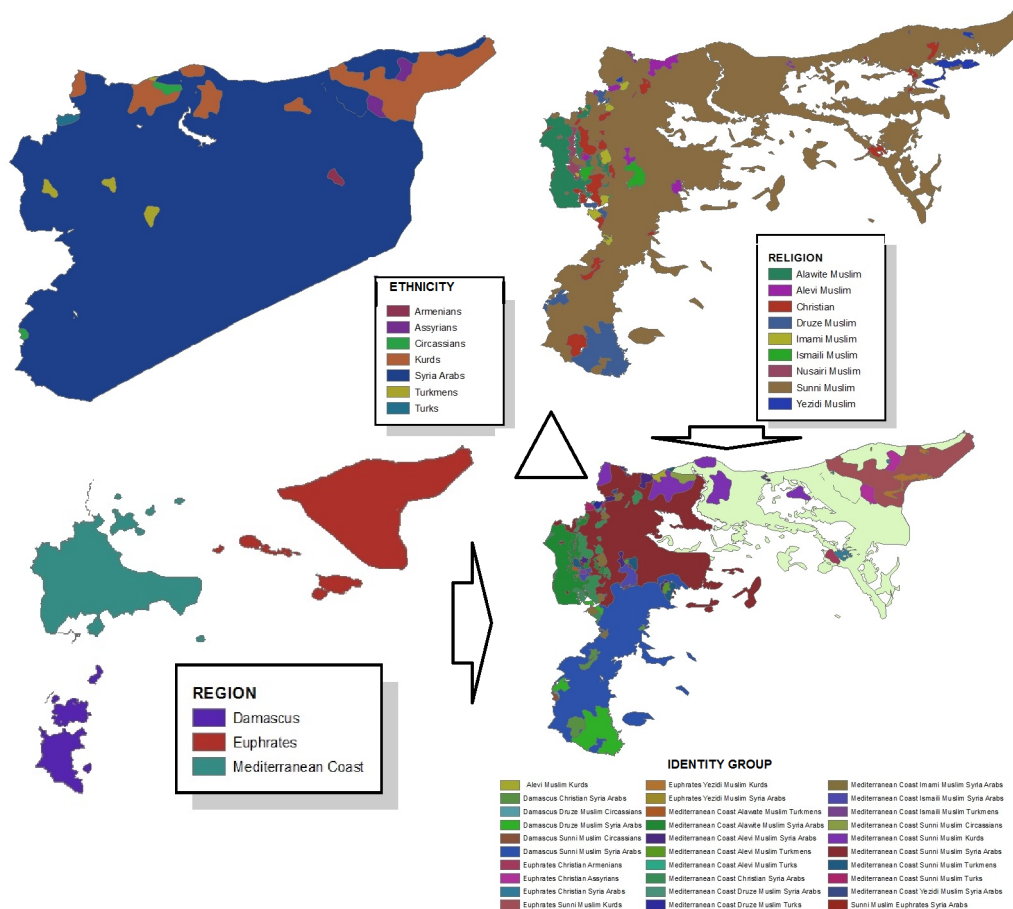 ETHNICITY
Armenians
Assyrians
Circassians
Kurds
Syria Arabs
Turkmens
Turks
RELIGION
Alawite Muslim
Alevi Muslim
Christian
Druze Muslim
Imami Muslim
Ismaili Muslim
Nusairi Muslim
Sunni Muslim
Yezidi Muslim
REGION
Damascus
Euphrates
Mediterranean Coast
IDENTITY GROUP
Alevi Muslim Kurds
Damascus Christian Syria Arabs
Damascus Druze Muslim Circassians
Damascus Druze Muslim Syria Arabs
Damascus Sunni Muslim Circassians
Damascus Sunni Muslim Syria Arabs
Euphrates Christian Armenians
Euphrates Christian Assyrians
Euphrates Christian Syria Arabs
Euphrates Sunni Muslim Kurds
Euphrates Yezidi Muslim Kurds
Euphrates Yezidi Muslim Syria Arabs
Mediterranean Coast Alawate Muslim Turkmens
Mediterranean Coast Alawite Muslim Syria Arabs
Mediterranean Coast Alevi Muslim Syria Arabs
Mediterranean Coast Alevi Muslim Turkmens
Mediterranean Coast Alevi Muslim Turks
Mediterranean Coast Christian Syria Arabs
Mediterranean Coast Druze Muslim Syria Arabs
Mediterranean Coast Druze Muslim Turks
Mediterranean Coast Imami Muslim Syria Arabs
Mediterranean Coast Ismaili Muslim Syria Arabs
Mediterranean Coast Ismaili Muslim Turkmens
Mediterranean Coast Sunni Muslim Circassians
Mediterranean Coast Sunni Muslim Kurds
Mediterranean Coast Sunni Muslim Syria Arabs
Mediterranean Coast Sunni Muslim Turkmens
Mediterranean Coast Sunni Muslim Turks
Mediterranean Coast Yezidi Muslim Syria Arabs
Sunni Muslim Euphrates Syria Arabs